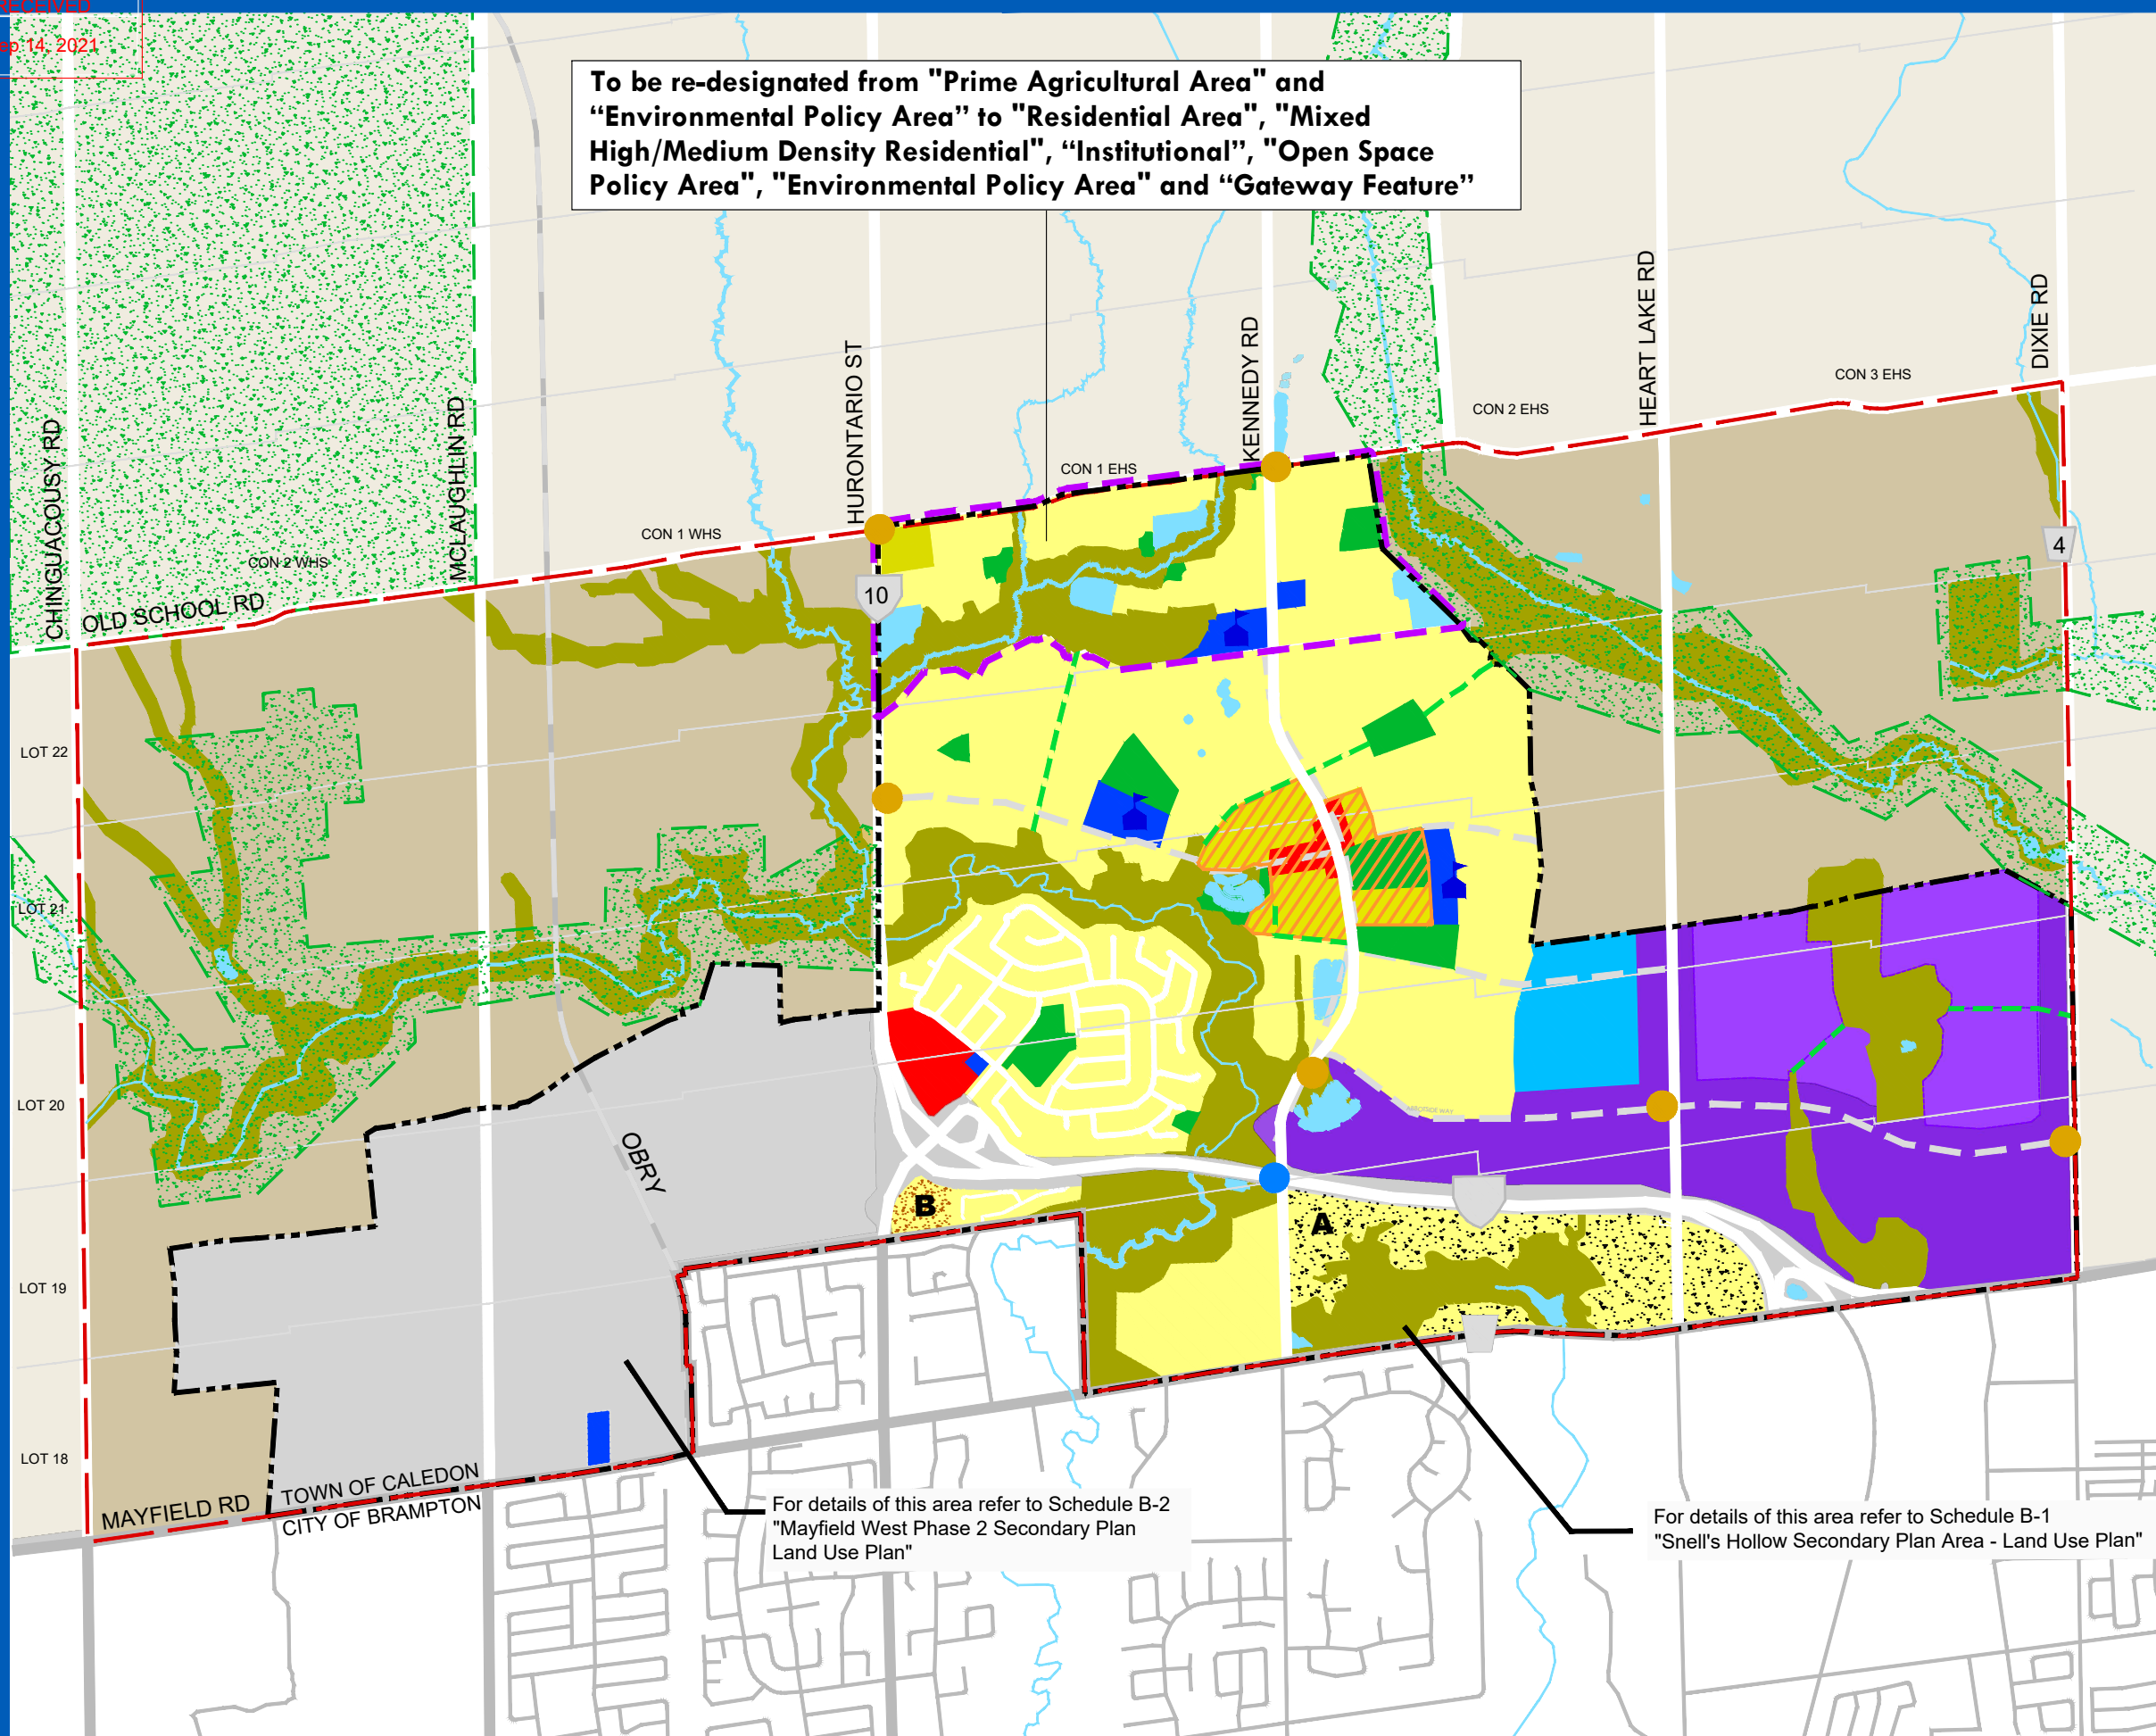 RECEIVED
ep 14, 2021
To be re-designated from "Prime Agricultural Area" and
“Environmental Policy Area” to "Residential Area", "Mixed
High/Medium Density Residential", “Institutional”, "Open Space
Policy Area", "Environmental Policy Area" and “Gateway Feature”
CHINGUACOUSY RD
MCLAUGHLIN RD
HURONTARIO ST
KENNEDY RD
HEART LAKE RD
DIXIE RD
CON 3 EHS
CON 2 EHS
CON 1 EHS
CON 1 WHS
CON 2 WHS
OLD SCHOOL RD
4
10
LOT 22
LOT 21
LOT 20
LOT 19
LOT 18
OBRY
B
A
MAYFIELD RD
TOWN OF CALEDON
CITY OF BRAMPTON
For details of this area refer to Schedule B-2
"Mayfield West Phase 2 Secondary Plan
Land Use Plan"
For details of this area refer to Schedule B-1
"Snell's Hollow Secondary Plan Area - Land Use Plan"